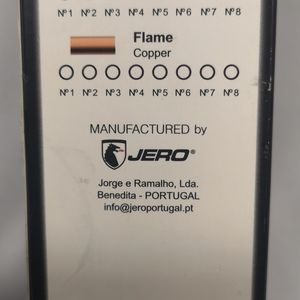 Nº1 Nº2 Nº3 Nº4 Nº5 Nº6 Nº7 Nº8
Flame
Copper
Nº1 Nº2 Nº3 Nº4 Nº5 Nº6 Nº7 Nº8
MANUFACTURED by
JERO®
Jorge e Ramalho, Lda.
Benedita - PORTUGAL
info@jeroportugal.pt